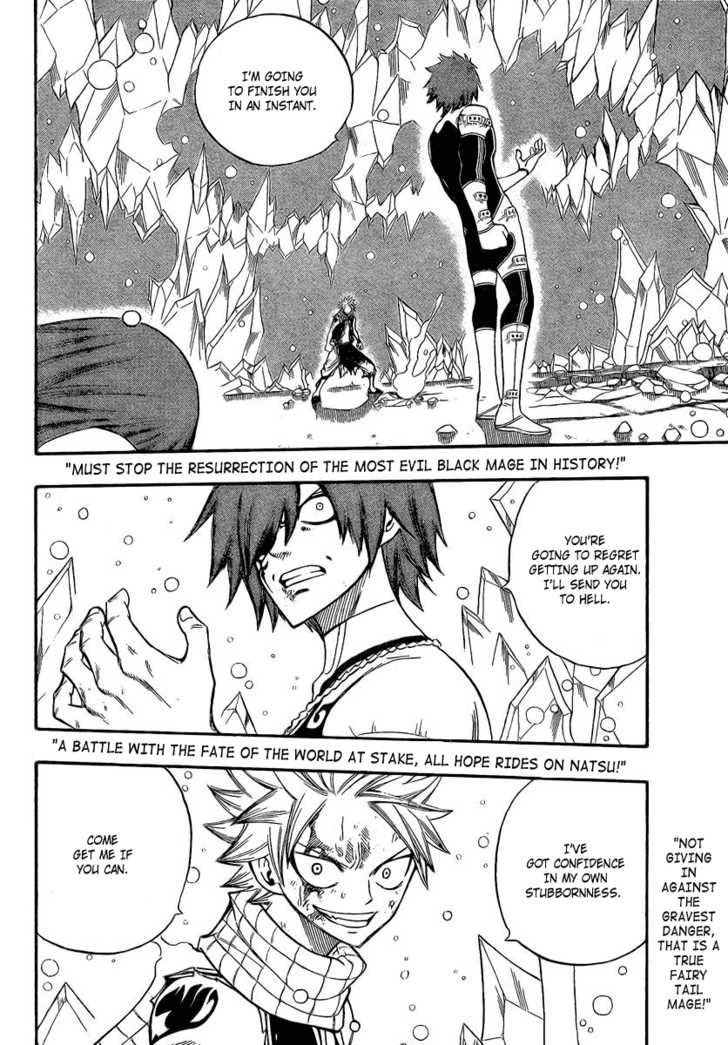 I'M GOING
TO FINISH YOU
IN AN INSTANT.
"MUST STOP THE RESURRECTION OF THE MOST EVIL BLACK MAGE IN HISTORY!"
YOU'RE
GOING TO REGRET
GETTING UP AGAIN.
I'LL SEND YOU
TO HELL.
"A BATTLE WITH THE FATE OF THE WORLD AT STAKE, ALL HOPE RIDES ON NATSU!"
I'VE
GOT CONFIDENCE
IN MY OWN
STUBBORNNESS.
COME
GET ME IF
YOU CAN.
"NOT
GIVING
IN
AGAINST
THE
GRAVEST
DANGER,
THAT IS A
TRUE
FAIRY
TAIL
MAGE!"